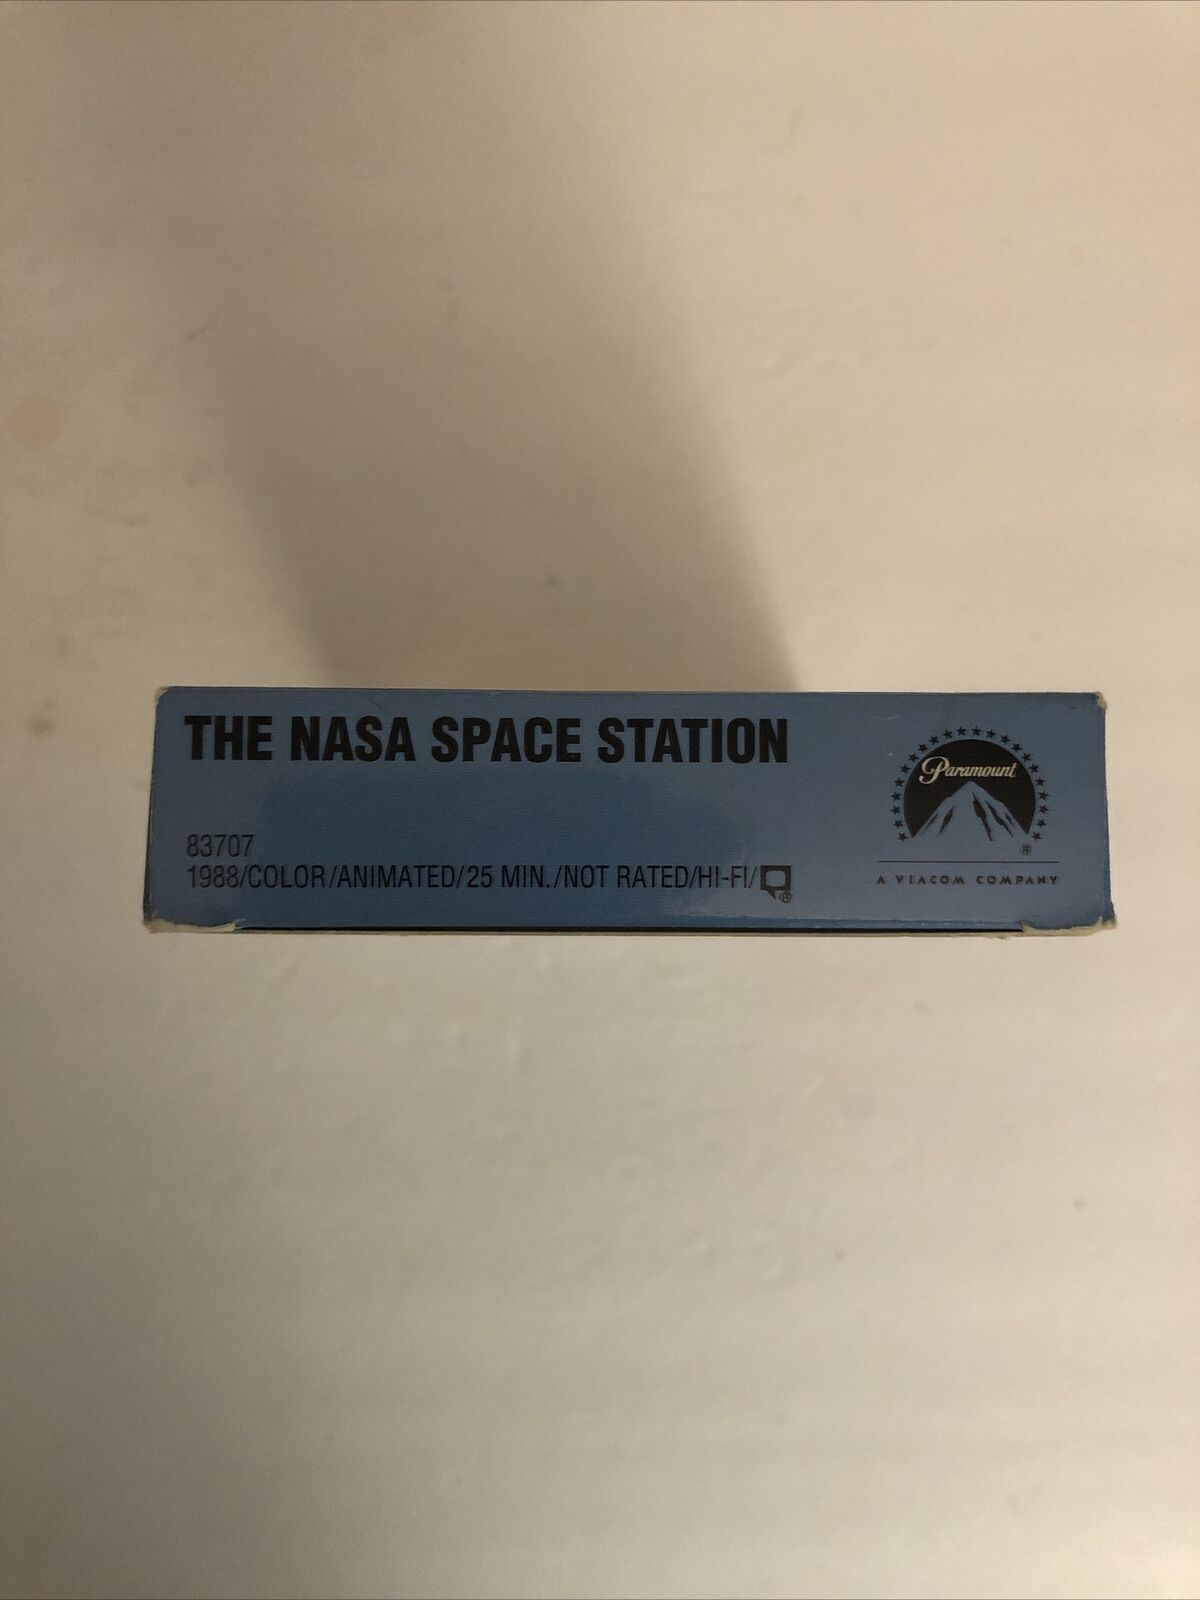 THE NASA SPACE STATION
83707
1988/COLOR/ANIMATED/25 MIN./NOT RATED/HI-FI/
®
Paramount
®
A VIACOM COMPANY